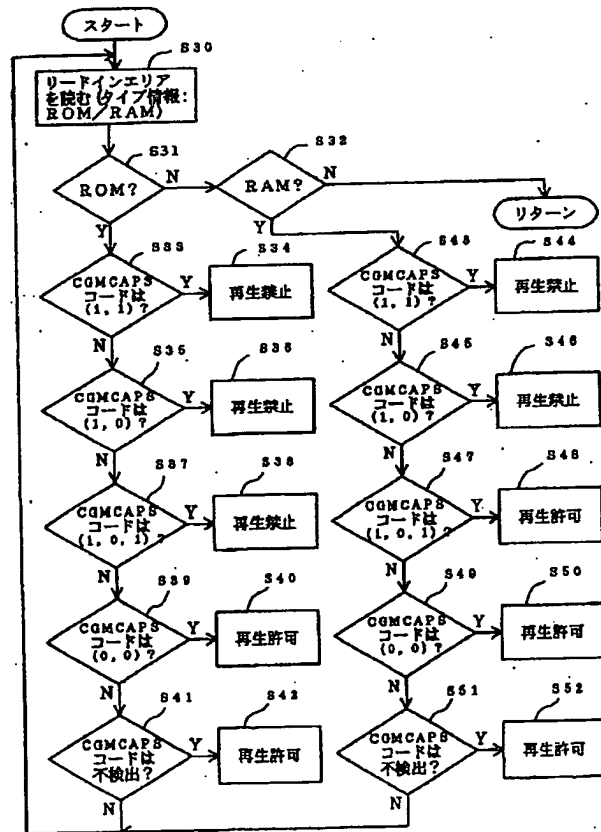 スタート
S30
リードインエリア
を読む(タイプ情報:
ROM/RAM)
S31
ROM?
N
Y
S32
RAM?
N
Y
リターン
S33
CGMCAPS
コードは
(1, 1)?
Y
N
S34
再生禁止
S43
CGMCAPS
コードは
(1, 1)?
Y
N
S44
再生禁止
S35
CGMCAPS
コードは
(1, 0)?
Y
N
S36
再生禁止
S45
CGMCAPS
コードは
(1, 0)?
Y
N
S46
再生禁止
S37
CGMCAPS
コードは
(1, 0, 1)?
Y
N
S38
再生禁止
S47
CGMCAPS
コードは
(1, 0, 1)?
Y
N
S48
再生許可
S39
CGMCAPS
コードは
(0, 0)?
Y
N
S40
再生許可
S49
CGMCAPS
コードは
(0, 0)?
Y
N
S50
再生許可
S41
CGMCAPS
コードは
不検出?
Y
N
S42
再生許可
S51
CGMCAPS
コードは
不検出?
Y
N
S52
再生許可